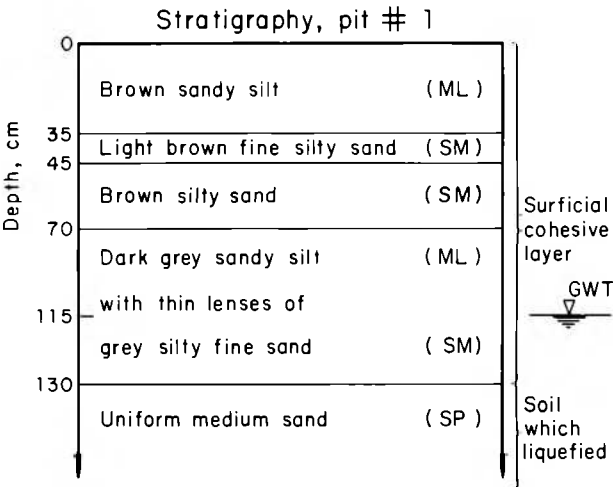 Stratigraphy, pit # 1
Depth, cm
0
Brown sandy silt (ML)
35
Light brown fine silty sand (SM)
45
Brown silty sand (SM)
70
Dark grey sandy silt (ML)
with thin lenses of
115
grey silty fine sand (SM)
130
Uniform medium sand (SP)
Surficial
cohesive
layer
GWT
Soil
which
liquefied